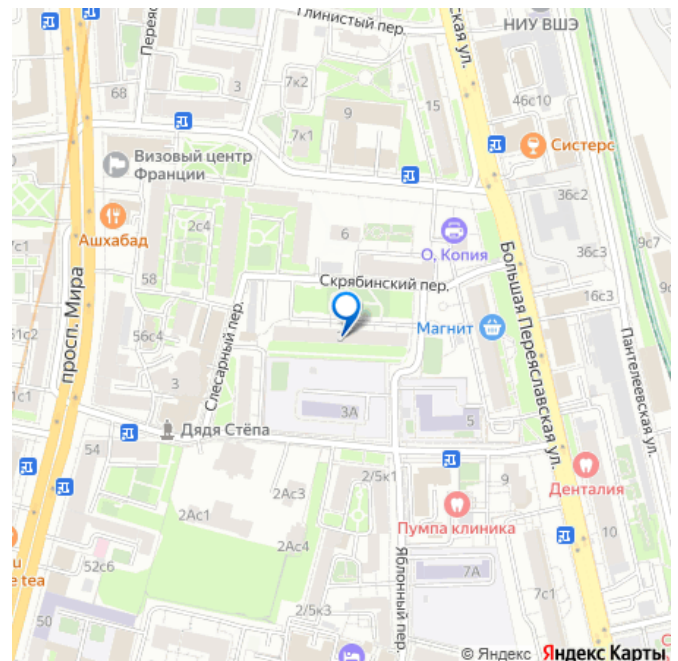 Глинистый пер.
НИУ ВШЭ
68
3
7к2
9
15
46с10
7к1
Систерс
Визовый центр
Франции
36с2
2с4
Ашхабад
6
О, Копия
36с3
9с7
58
Скрябинский пер.
16с3
56с4
Магнит
Большая Переяславская ул.
Пантелеевская ул.
просп. Мира
Слесарный пер.
3
3А
5
Дядя Стёпа
54
2/5к1
9
Денталия
2Ас3
2Ас1
Пумпа клиника
10
2Ас4
52с6
7А
e tea
7с1
50
2/5к3
Яблонный пер.
© Яндекс Яндекс Карты